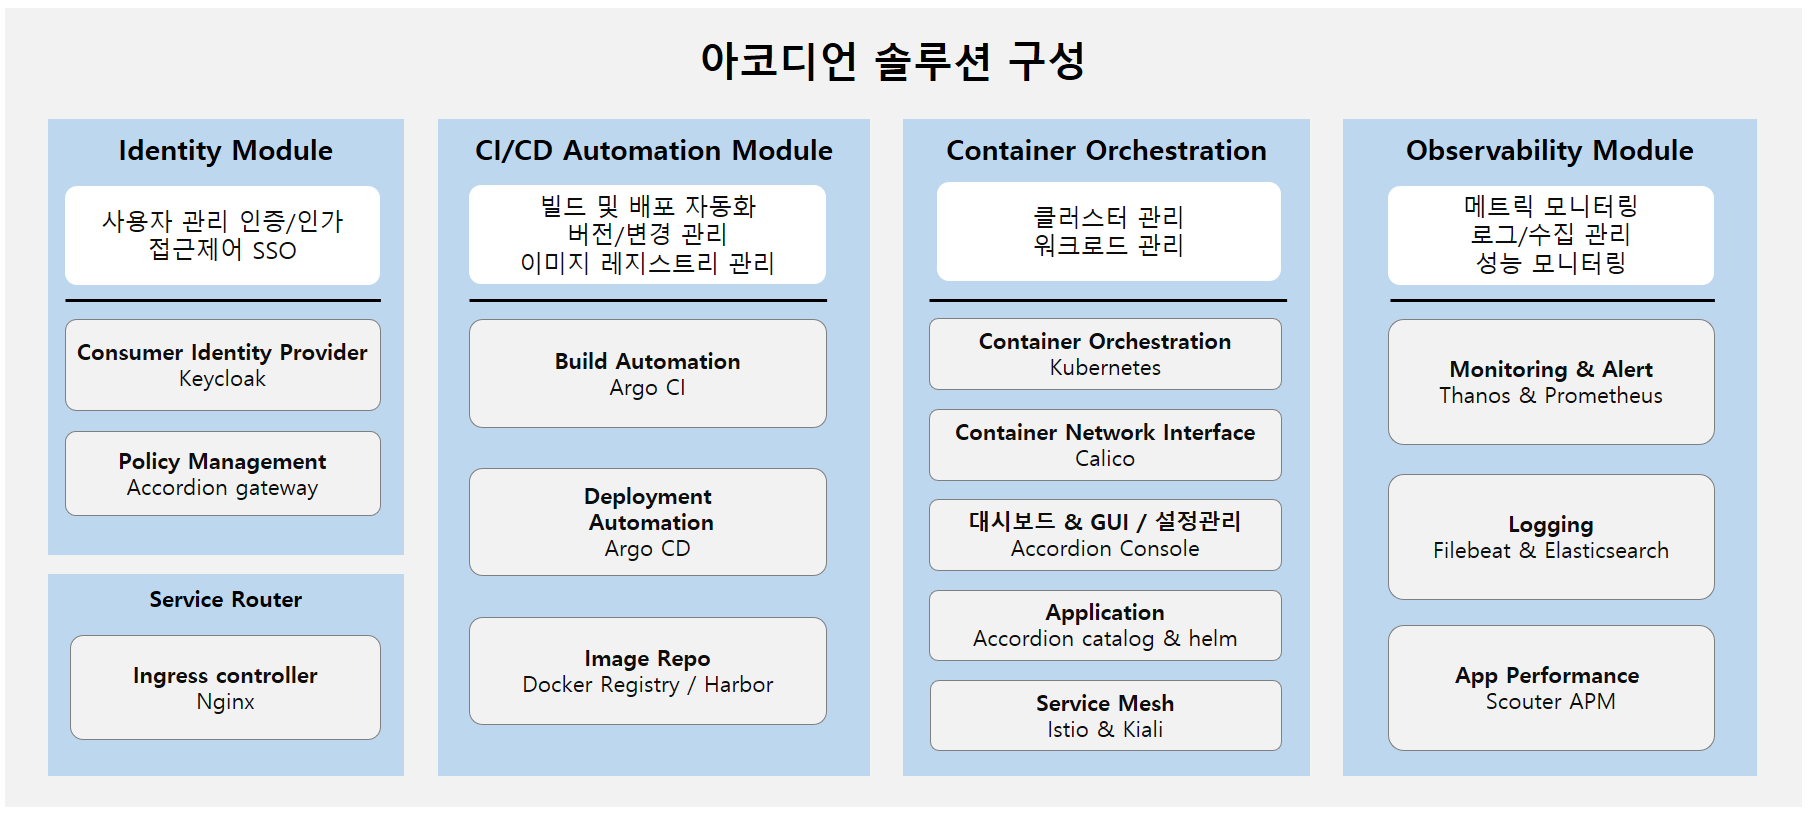 아코디언 솔루션 구성
Identity Module
사용자 관리 인증/인가
접근제어 SSO
Consumer Identity Provider
Keycloak
Policy Management
Accordion gateway
Service Router
Ingress controller
Nginx
CI/CD Automation Module
빌드 및 배포 자동화
버전/변경 관리
이미지 레지스트리 관리
Build Automation
Argo CI
Deployment
Automation
Argo CD
Image Repo
Docker Registry / Harbor
Container Orchestration
클러스터 관리
워크로드 관리
Container Orchestration
Kubernetes
Container Network Interface
Calico
대시보드 & GUI / 설정관리
Accordion Console
Application
Accordion catalog & helm
Service Mesh
Istio & Kiali
Observability Module
메트릭 모니터링
로그/수집 관리
성능 모니터링
Monitoring & Alert
Thanos & Prometheus
Logging
Filebeat & Elasticsearch
App Performance
Scouter APM